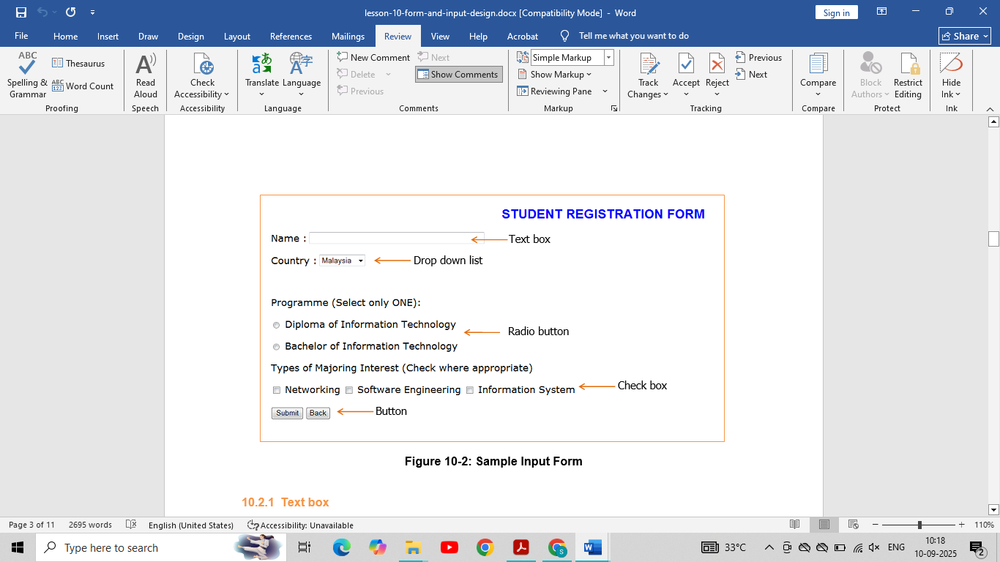 lesson-10-form-and-input-design.docx [Compatibility Mode] - Word
Sign in
File Home Insert Draw Design Layout References Mailings Review View Help Acrobat Tell me what you want to do
Share
ABC
Spelling & Grammar
Thesaurus
ABC 123 Word Count
Proofing
Read Aloud
Speech
Check Accessibility
Accessibility
Translate
Language
Language
New Comment
Delete
Previous
Next
Show Comments
Comments
Simple Markup
Show Markup
Reviewing Pane
Markup
Track Changes
Accept
Reject
Previous
Next
Tracking
Compare
Compare
Block Authors
Restrict Editing
Protect
Hide Ink
Ink
STUDENT REGISTRATION FORM
Name : Text box
Country : Malaysia Drop down list
Programme (Select only ONE):
Diploma of Information Technology
Radio button
Bachelor of Information Technology
Types of Majoring Interest (Check where appropriate)
Networking Software Engineering Information System Check box
Submit Back Button
Figure 10-2: Sample Input Form
10.2.1 Text box
Page 3 of 11 2695 words English (United States) Accessibility: Unavailable 110%
Type here to search
S
W
33°C
ENG
10:18
10-09-2025
2